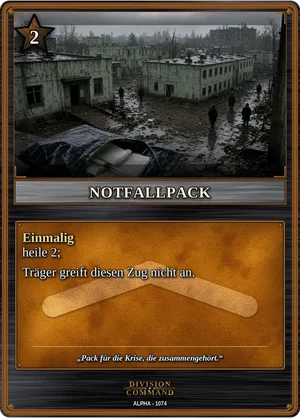 2
NOTFALLPACK
Einmalig
heile 2;
Träger greift diesen Zug nicht an.
„Pack für die Krise, die zusammengehört.“
DIVISION
COMMAND
ALPHA - 1074